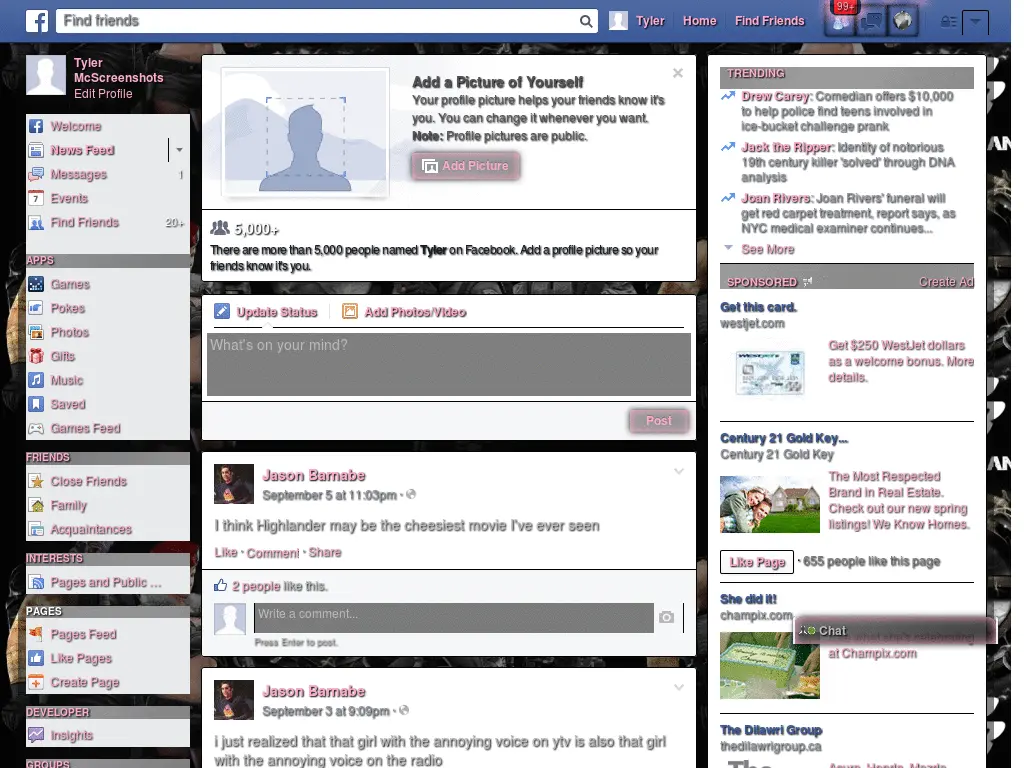 Find friends
Tyler
Home
Find Friends
99+
Tyler
McScreenshots
Edit Profile
Welcome
News Feed
Messages 1
7 Events
Find Friends 20+
APPS
Games
Pokes
Photos
Gifts
Music
Saved
Games Feed
FRIENDS
Close Friends
Family
Acquaintances
INTERESTS
Pages and Public ...
PAGES
Pages Feed
Like Pages
Create Page
DEVELOPER
Insights
GROUPS
Add a Picture of Yourself
Your profile picture helps your friends know it's
you. You can change it whenever you want.
Note: Profile pictures are public.
Add Picture
5,000+
There are more than 5,000 people named Tyler on Facebook. Add a profile picture so your
friends know it's you.
Update Status
Add Photos/Video
What's on your mind?
Post
Jason Barnabe
September 5 at 11:03pm ·
I think Highlander may be the cheesiest movie I've ever seen
Like · Comment · Share
2 people like this.
Write a comment...
Press Enter to post.
Jason Barnabe
September 3 at 9:09pm ·
i just realized that that girl with the annoying voice on ytv is also that girl
with the annoying voice on the radio
TRENDING
Drew Carey: Comedian offers $10,000
to help police find teens involved in
ice-bucket challenge prank
Jack the Ripper: Identity of notorious
19th century killer 'solved' through DNA
analysis
Joan Rivers: Joan Rivers' funeral will
get red carpet treatment, report says, as
NYC medical examiner continues...
See More
SPONSORED
Create Ad
Get this card.
westjet.com
Get $250 WestJet dollars
as a welcome bonus. More
details.
Century 21 Gold Key...
Century 21 Gold Key
The Most Respected
Brand in Real Estate.
Check out our new spring
listings! We Know Homes.
Like Page · 655 people like this page
She did it!
champix.com
Chat
at Champix.com
The Dilawri Group
thedilawrigroup.ca
The
Acura, Honda, Mazda,